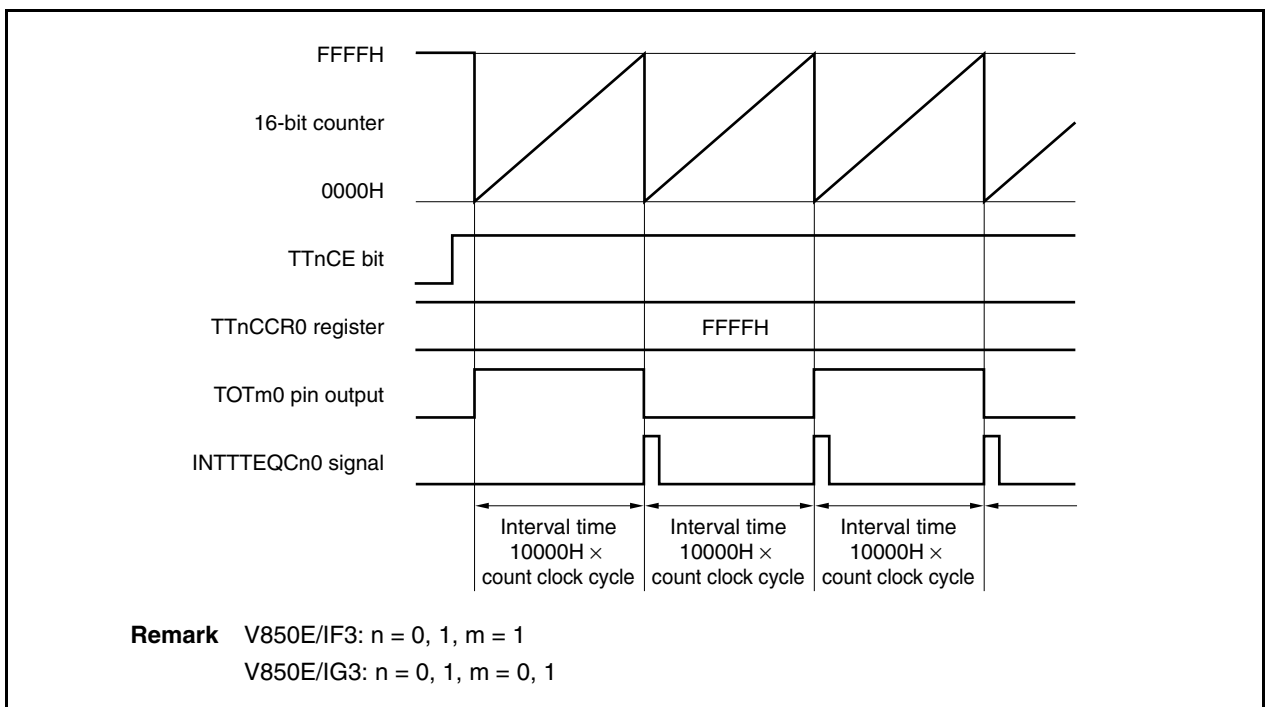 FFFFH
16-bit counter
0000H
TTnCE bit
TTnCCR0 register
FFFFH
TOTm0 pin output
INTTTEQCn0 signal
Interval time
10000H ×
count clock cycle
Interval time
10000H ×
count clock cycle
Interval time
10000H ×
count clock cycle
Remark V850E/IF3: n = 0, 1, m = 1
V850E/IG3: n = 0, 1, m = 0, 1